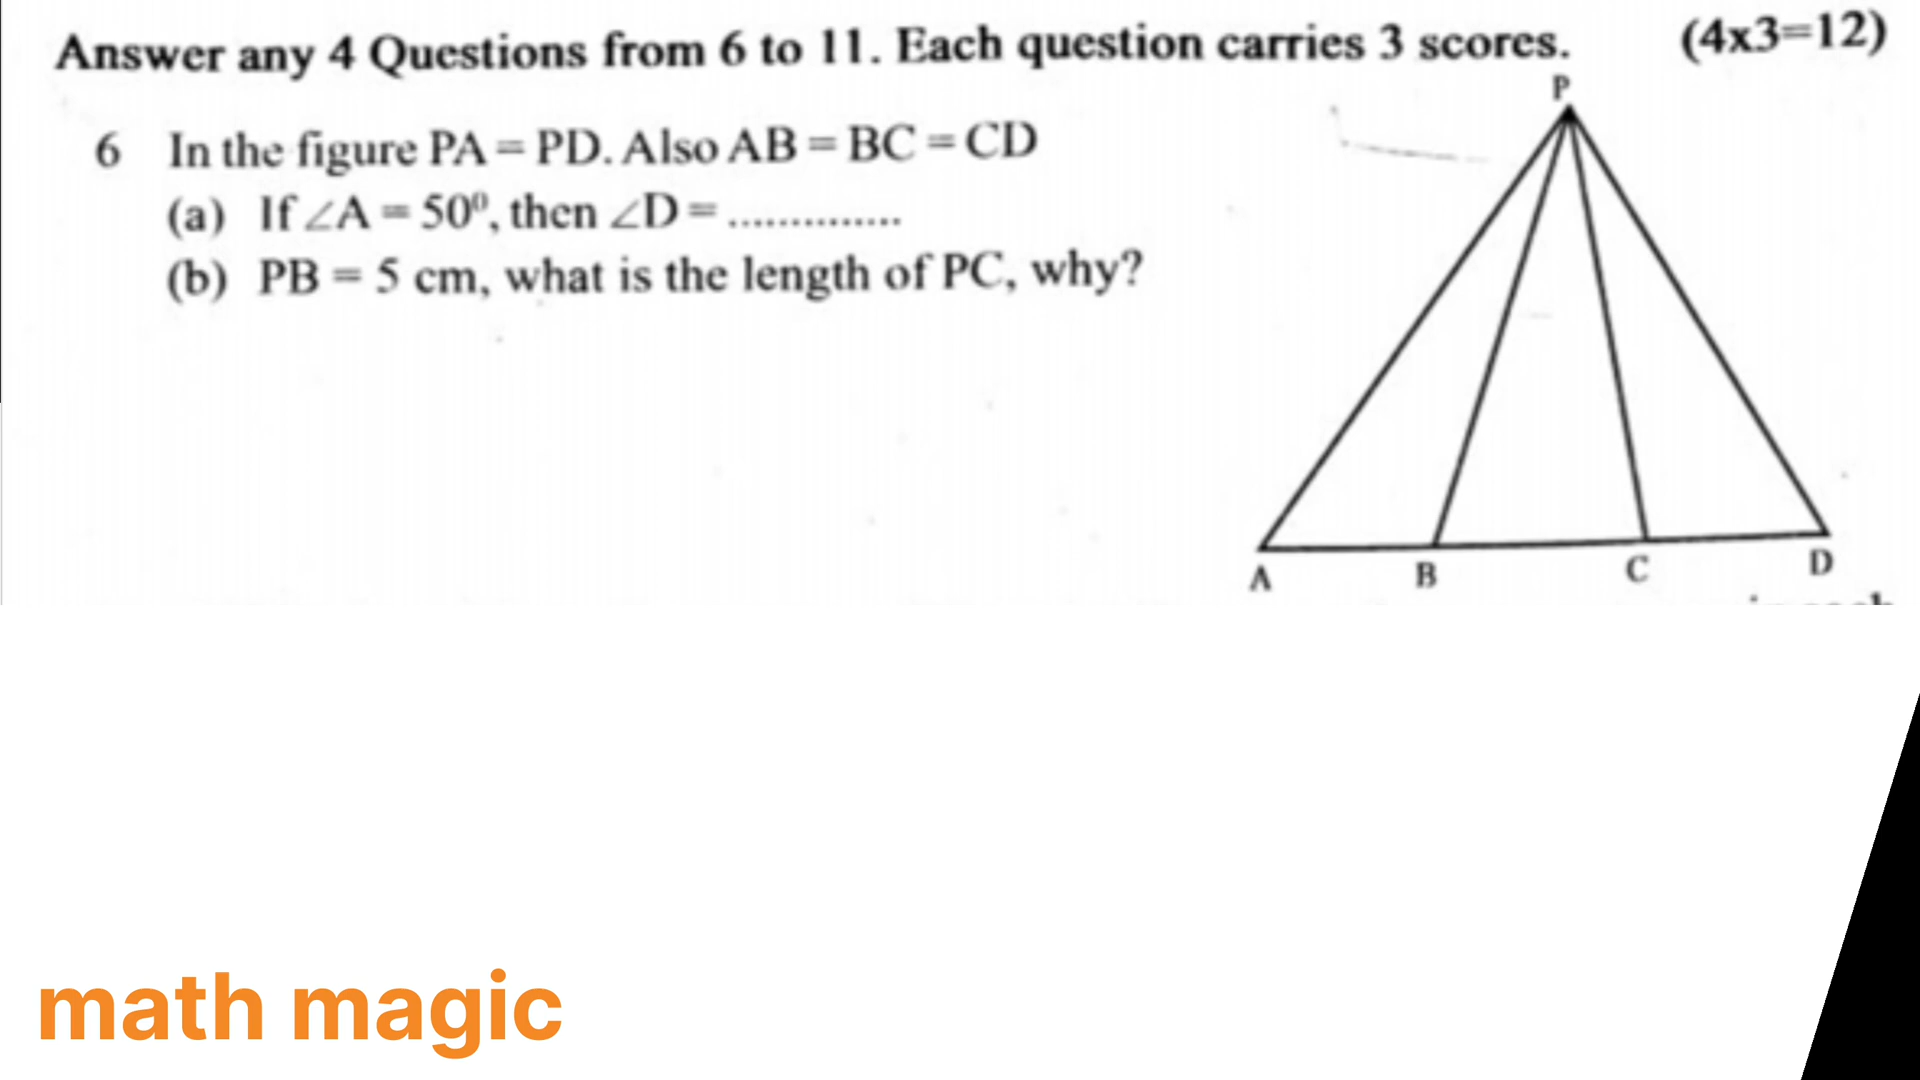 Answer any 4 Questions from 6 to 11. Each question carries 3 scores. (4x3=12)
6 In the figure PA = PD. Also AB = BC = CD
(a) If ∠A = 50⁰, then ∠D = ..............
(b) PB = 5 cm, what is the length of PC, why?
P
A B C D
math magic